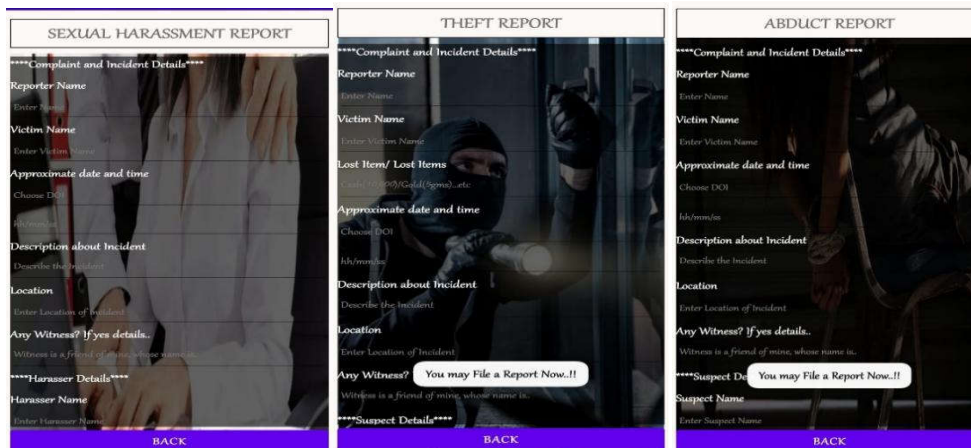 SEXUAL HARASSMENT REPORT
****Complaint and Incident Details****
Reporter Name
Enter Name
Victim Name
Enter Victim Name
Approximate date and time
Choose DOI
hh/mm/ss
Description about Incident
Describe the Incident
Location
Enter Location of Incident
Any Witness? If yes details..
Witness is a friend of mine, whose name is..
****Harasser Details****
Harasser Name
Enter Harasser Name
BACK
THEFT REPORT
****Complaint and Incident Details****
Reporter Name
Enter Name
Victim Name
Enter Victim Name
Lost Item/ Lost Items
Approximate date and time
Choose DOI
hh/mm/ss
Description about Incident
Describe the Incident
Location
Enter Location of Incident
Any Witness?
You may File a Report Now..!!
Witness is a friend of mine, whose name is..
****Suspect Details****
BACK
ABDUCT REPORT
****Complaint and Incident Details****
Reporter Name
Enter Name
Victim Name
Enter Victim Name
Approximate date and time
Choose DOI
hh/mm/ss
Description about Incident
Describe the Incident
Location
Enter Location of Incident
Any Witness? If yes details..
Witness is a friend of mine, whose name is..
****Suspect De
You may File a Report Now..!!
Suspect Name
Enter Suspect Name
BACK